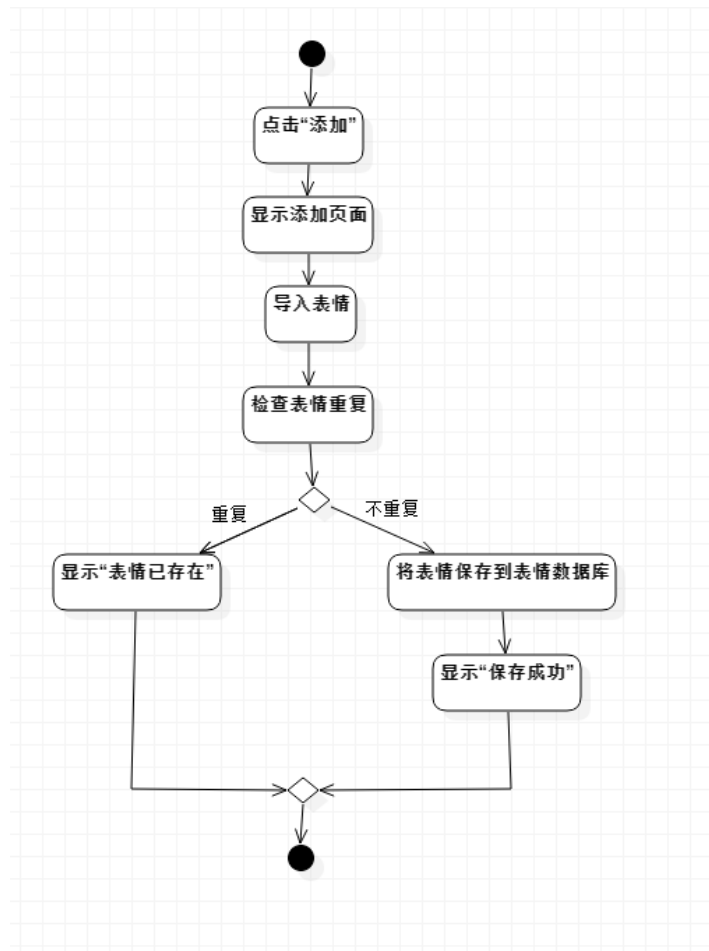 点击“添加”
显示添加页面
导入表情
检查表情重复
重复
不重复
显示“表情已存在”
将表情保存到表情数据库
显示“保存成功”